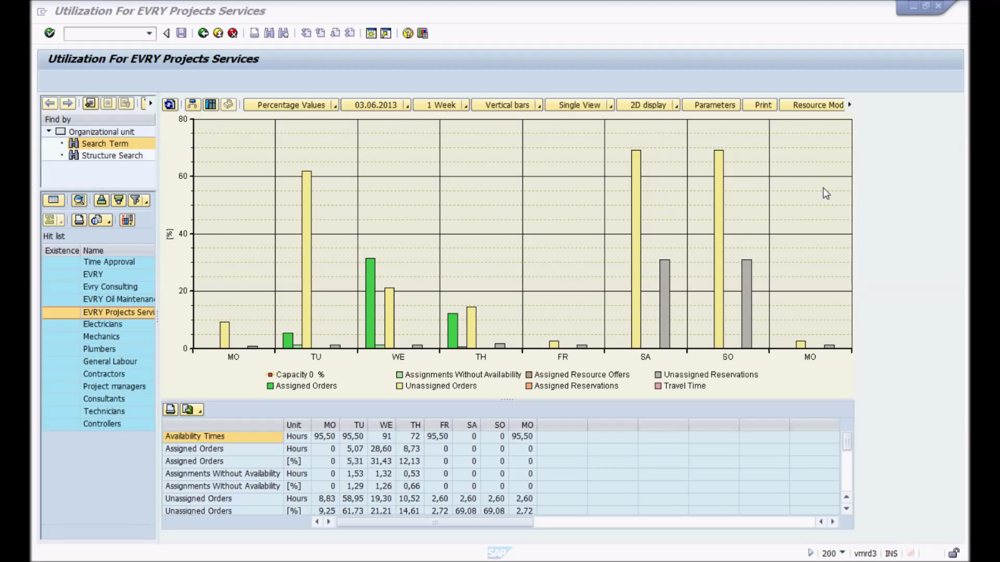 Utilization For EVRY Projects Services
Utilization For EVRY Projects Services
Percentage Values 03.06.2013 1 Week Vertical bars Single View 2D display Parameters Print Resource Mod
Find by
Organizational unit
Search Term
Structure Search
Hit list
Existence Name
Time Approval
EVRY
Evry Consulting
EVRY Oil Maintenan
EVRY Projects Servi
Electricians
Mechanics
Plumbers
General Labour
Contractors
Project managers
Consultants
Technicians
Controllers
80
60
[%] 40
20
0
MO TU WE TH FR SA SO MO
Capacity 0 % Assignments Without Availability Assigned Resource Offers Unassigned Reservations
Assigned Orders Unassigned Orders Assigned Reservations Travel Time
Unit MO TU WE TH FR SA SO MO
Availability Times Hours 95,50 95,50 91 72 95,50 0 0 95,50
Assigned Orders Hours 0 5,07 28,60 8,73 0 0 0 0
Assigned Orders [%] 0 5,31 31,43 12,13 0 0 0 0
Assignments Without Availability Hours 0 1,53 1,32 0,53 0 0 0 0
Assignments Without Availability [%] 0 1,29 1,26 0,66 0 0 0 0
Unassigned Orders Hours 8,83 58,95 19,30 10,52 2,60 2,60 2,60 2,60
Unassigned Orders [%] 9,25 61,73 21,21 14,61 2,72 69,08 69,08 2,72
SAP
200 vmrd3 INS